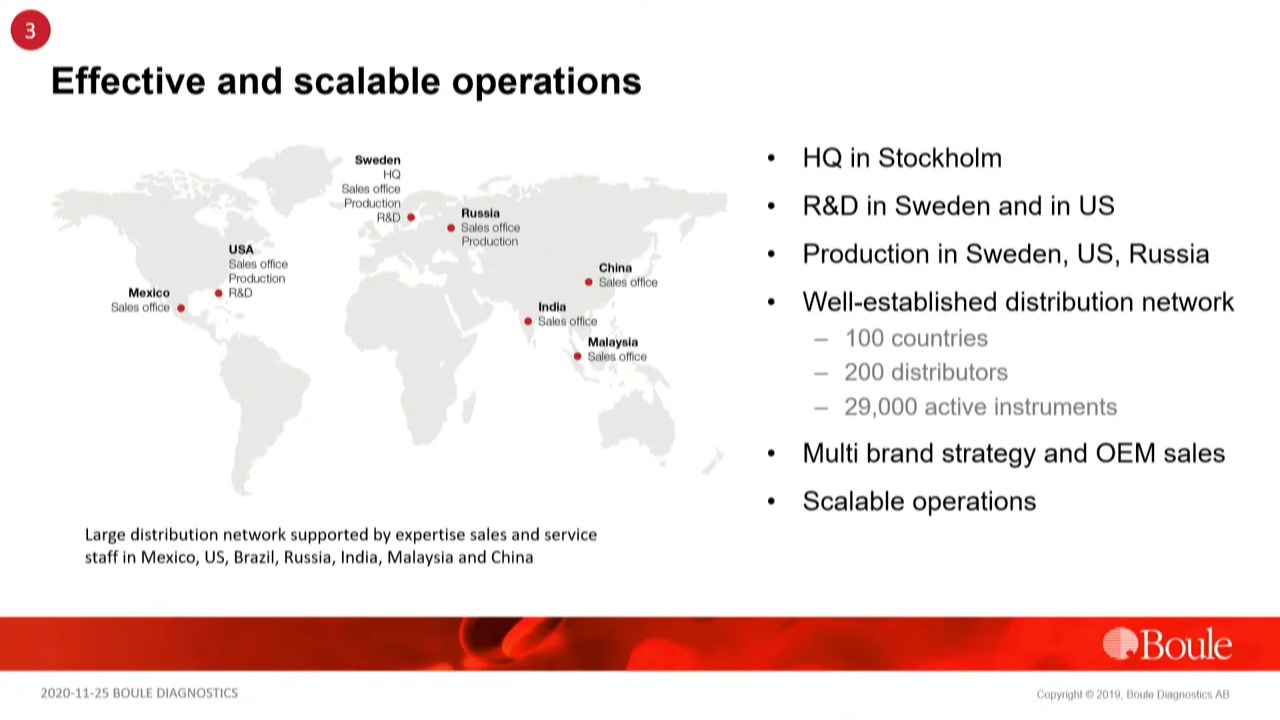 3
Effective and scalable operations
Sweden
HQ
Sales office
Production
R&D
Russia
Sales office
Production
USA
Sales office
Production
R&D
Mexico
Sales office
China
Sales office
India
Sales office
Malaysia
Sales office
Large distribution network supported by expertise sales and service
staff in Mexico, US, Brazil, Russia, India, Malaysia and China
• HQ in Stockholm
• R&D in Sweden and in US
• Production in Sweden, US, Russia
• Well-established distribution network
– 100 countries
– 200 distributors
– 29,000 active instruments
• Multi brand strategy and OEM sales
• Scalable operations
Boule
2020-11-25 BOULE DIAGNOSTICS
Copyright © 2019, Boule Diagnostics AB